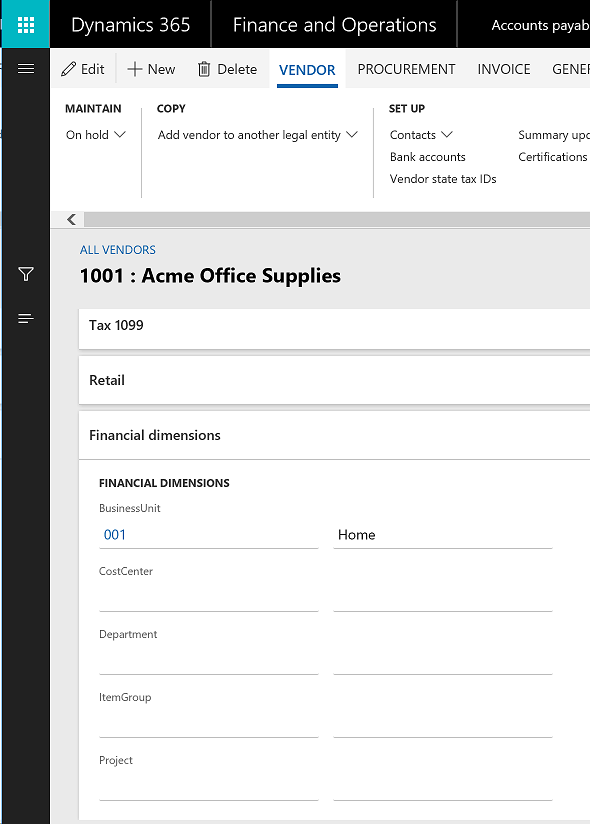 Dynamics 365 Finance and Operations Accounts payab
Edit New Delete VENDOR PROCUREMENT INVOICE GENE
MAINTAIN COPY SET UP
On hold Add vendor to another legal entity Contacts Summary upd
Bank accounts Certifications
Vendor state tax IDs
ALL VENDORS
1001 : Acme Office Supplies
Tax 1099
Retail
Financial dimensions
FINANCIAL DIMENSIONS
BusinessUnit
001 Home
CostCenter
Department
ItemGroup
Project